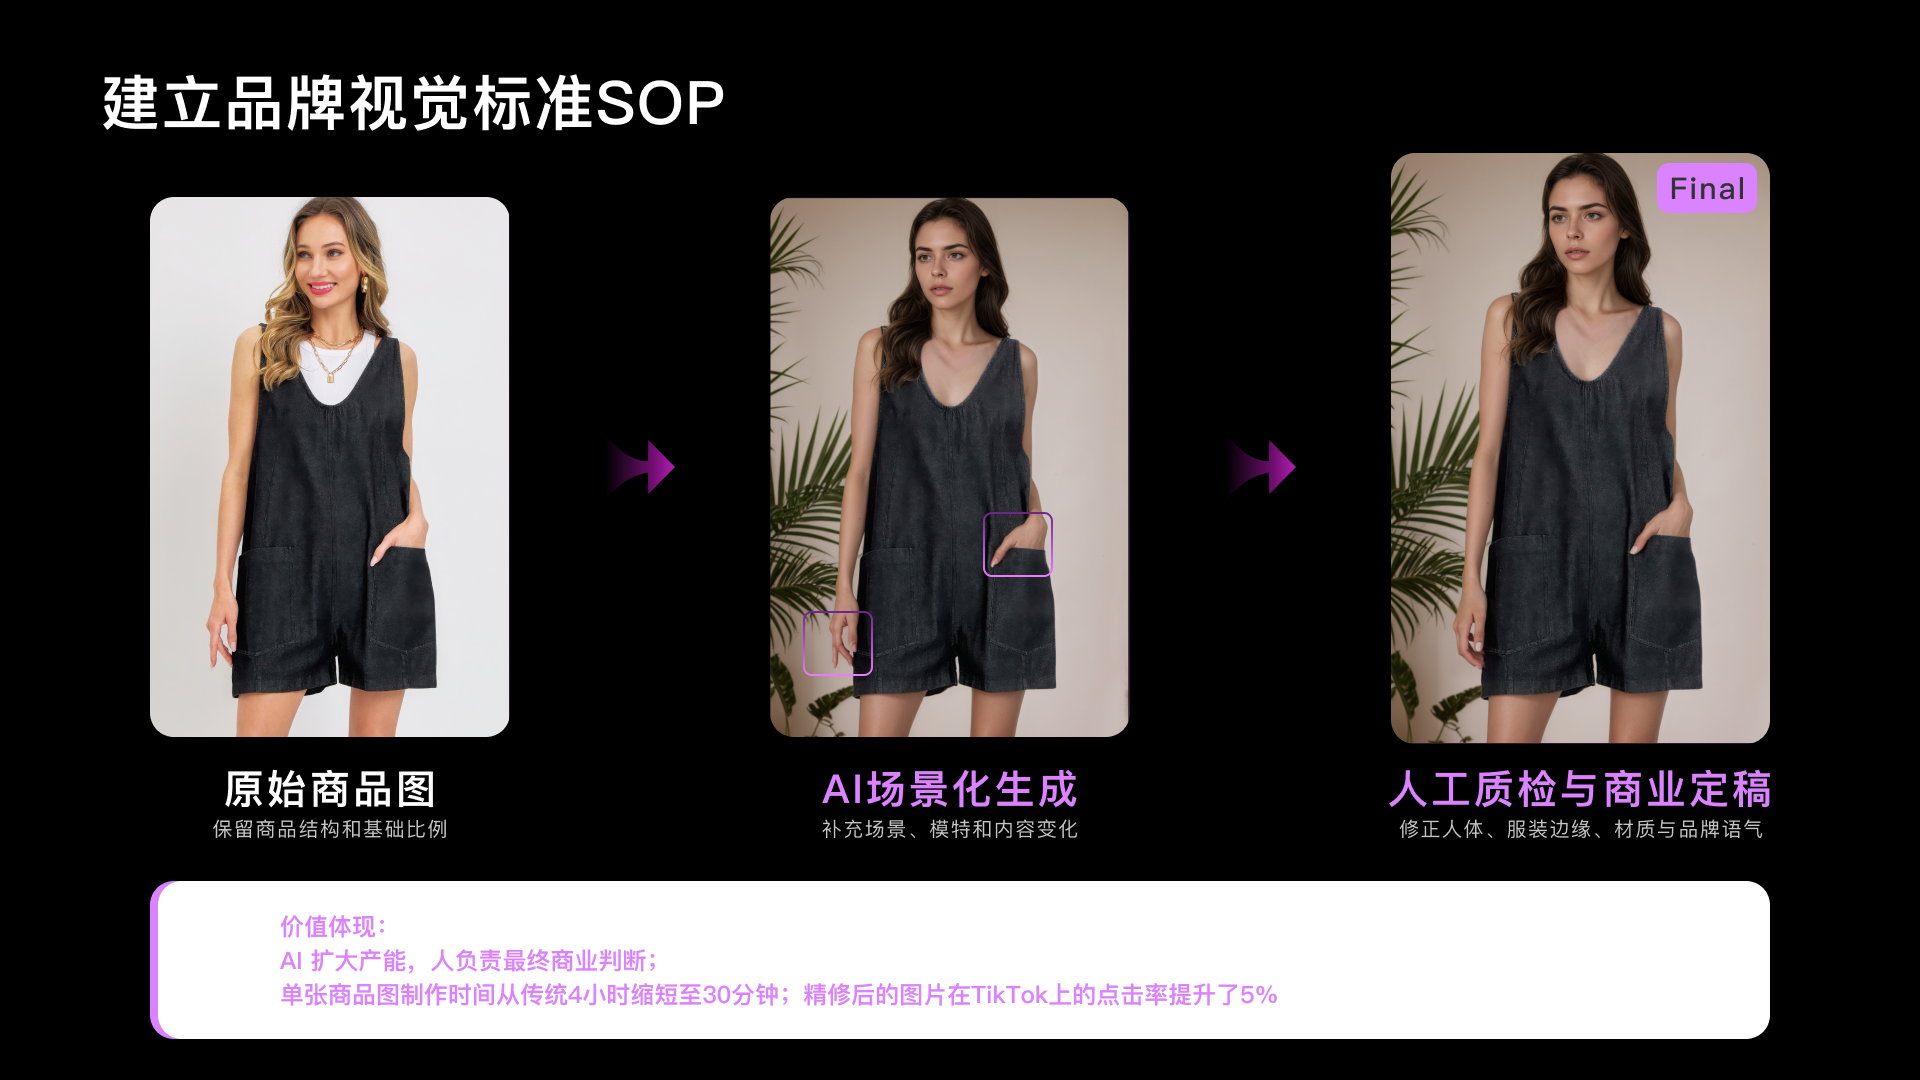 建立品牌视觉标准SOP
Final
原始商品图
保留商品结构和基础比例
AI场景化生成
补充场景、模特和内容变化
人工质检与商业定稿
修正人体、服装边缘、材质与品牌语气
价值体现：
AI 扩大产能，人负责最终商业判断；
单张商品图制作时间从传统4小时缩短至30分钟；精修后的图片在TikTok上的点击率提升了5%